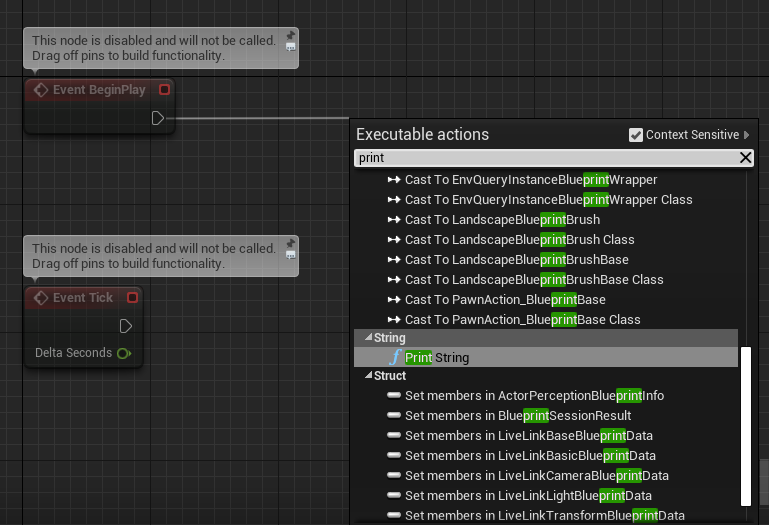 This node is disabled and will not be called.
Drag off pins to build functionality.
Event BeginPlay
Executable actions
Context Sensitive
print
Cast To EnvQueryInstanceBlueprintWrapper
Cast To EnvQueryInstanceBlueprintWrapper Class
Cast To LandscapeBlueprintBrush
Cast To LandscapeBlueprintBrush Class
Cast To LandscapeBlueprintBrushBase
Cast To LandscapeBlueprintBrushBase Class
Cast To PawnAction_BlueprintBase
Cast To PawnAction_BlueprintBase Class
String
f Print String
Struct
Set members in ActorPerceptionBlueprintInfo
Set members in BlueprintSessionResult
Set members in LiveLinkBaseBlueprintData
Set members in LiveLinkBasicBlueprintData
Set members in LiveLinkCameraBlueprintData
Set members in LiveLinkLightBlueprintData
Set members in LiveLinkTransformBlueprintData
This node is disabled and will not be called.
Drag off pins to build functionality.
Event Tick
Delta Seconds